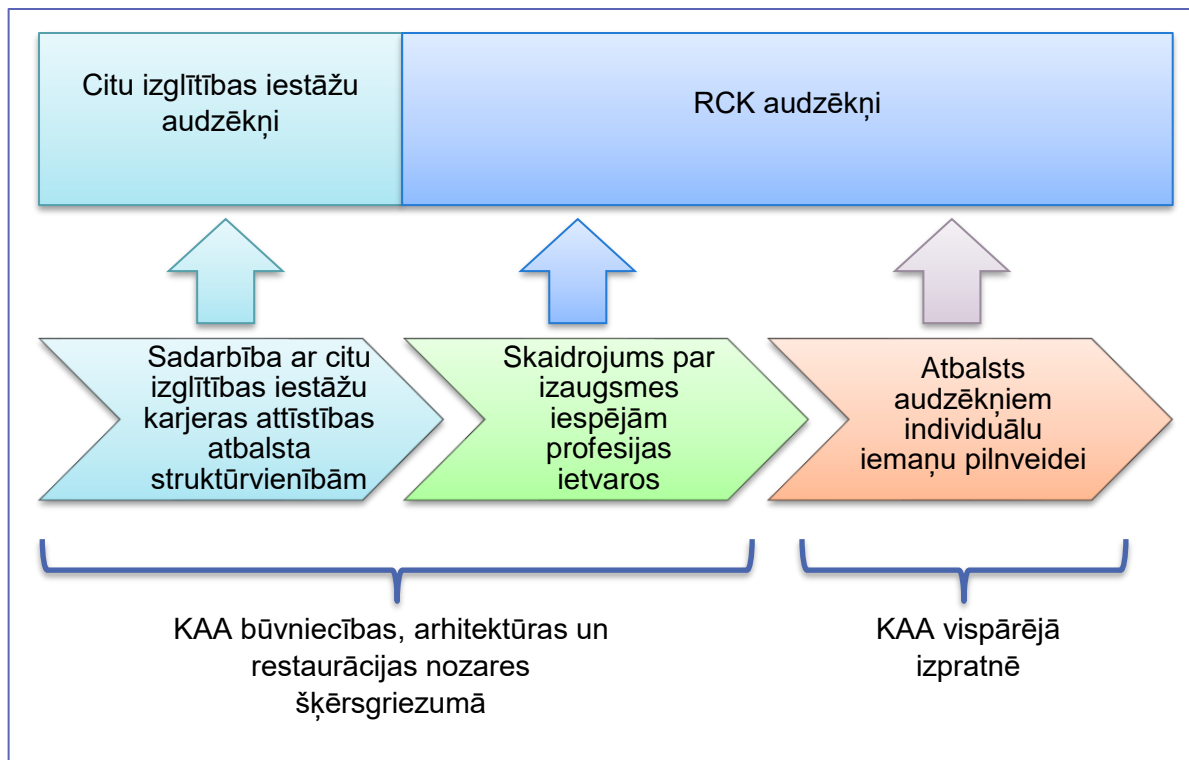 Citu izglītības iestāžu
audzēkņi
RCK audzēkņi
Sadarbība ar citu
izglītības iestāžu
karjeras attīstības
atbalsta
struktūrvienībām
Skaidrojums par
izaugsmes
iespējām
profesijas
ietvaros
Atbalsts
audzēkņiem
individuālu
iemaņu pilnveidei
KAA būvniecības, arhitektūras un
restaurācijas nozares
šķērsgriezumā
KAA vispārējā
izpratnē